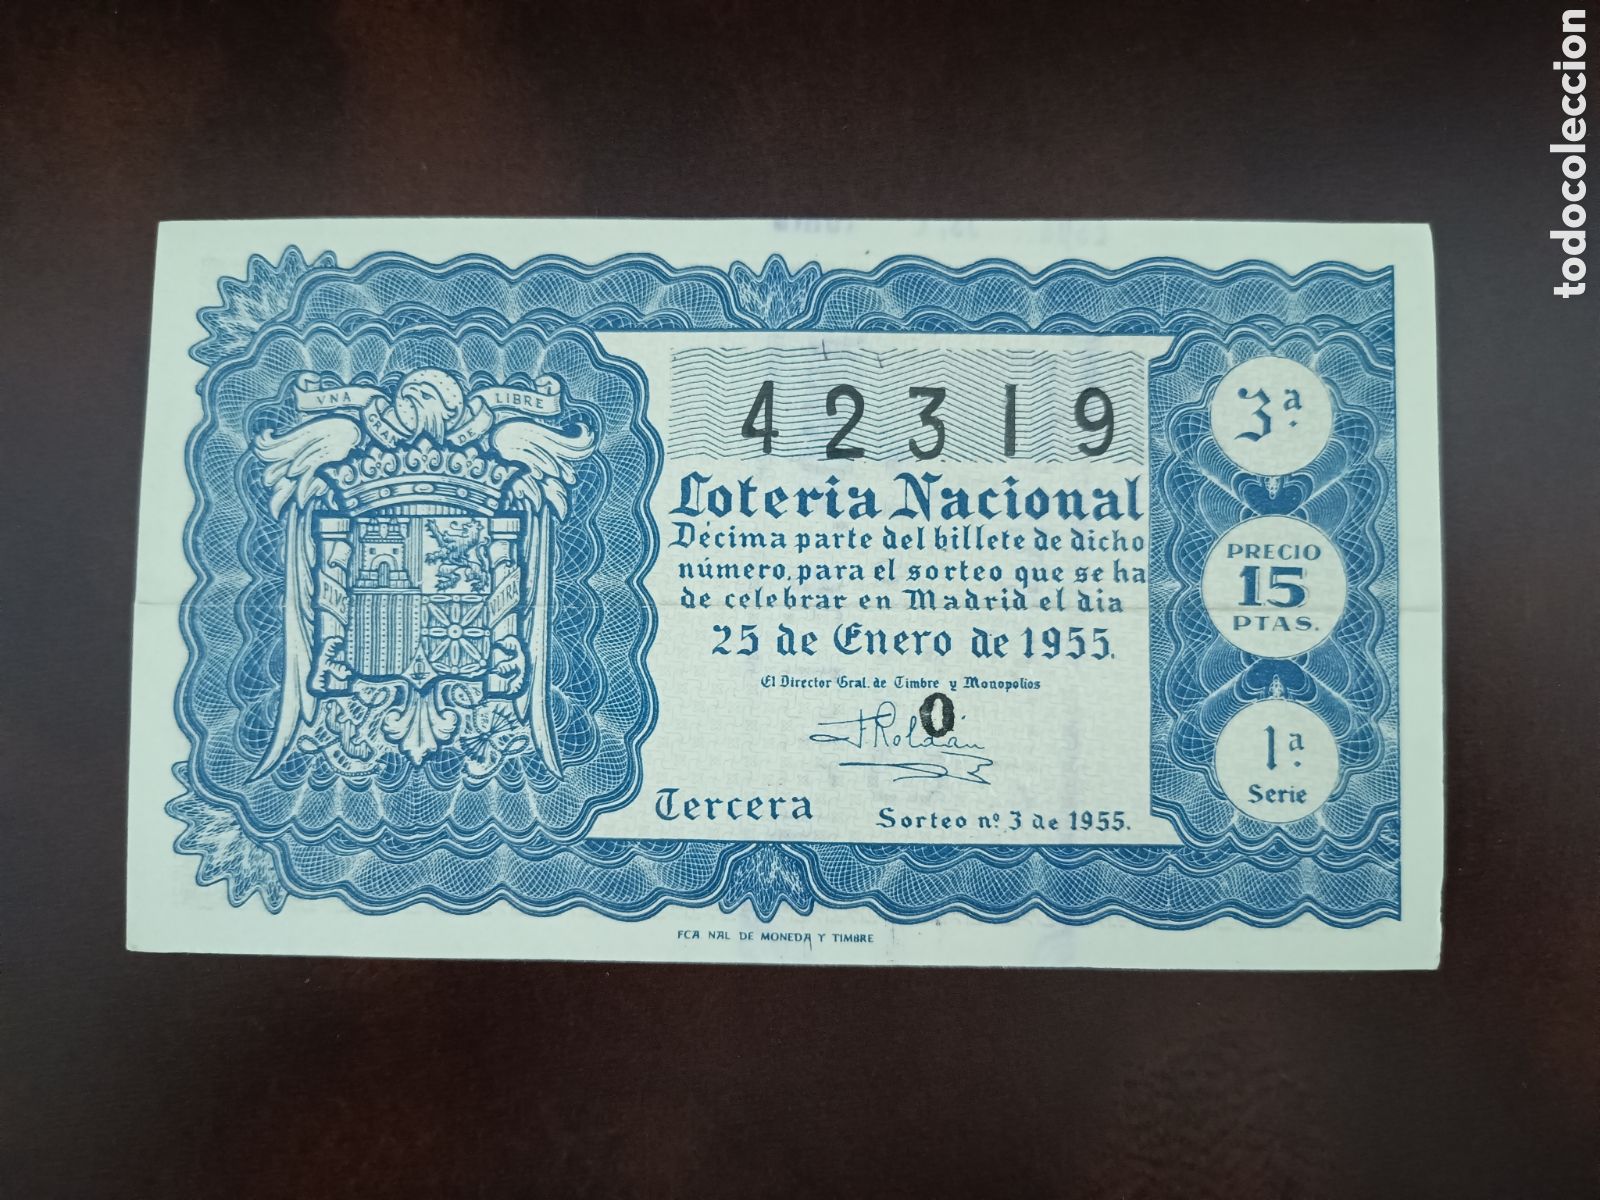 todocoleccion
VNA GRANDE LIBRE
PLVS VLTRA
42319
Lotería Nacional
Décima parte del billete de dicho
número, para el sorteo que se ha
de celebrar en Madrid el dia
25 de Enero de 1955.
El Director Gral. de Timbre y Monopolios
O
F Roldán
Tercera
Sorteo nº 3 de 1955.
3ª
PRECIO
15
PTAS.
1ª
Serie
FCA NAL DE MONEDA Y TIMBRE